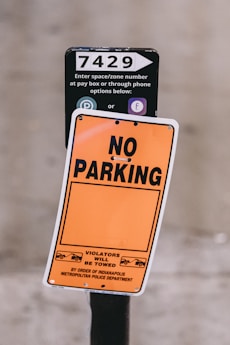 7429
Enter space/zone number
at pay box or through phone
options below:
P or F
NO
PARKING
VIOLATORS
WILL
BE TOWED
BY ORDER OF INDIANAPOLIS
METROPOLITAN POLICE DEPARTMENT